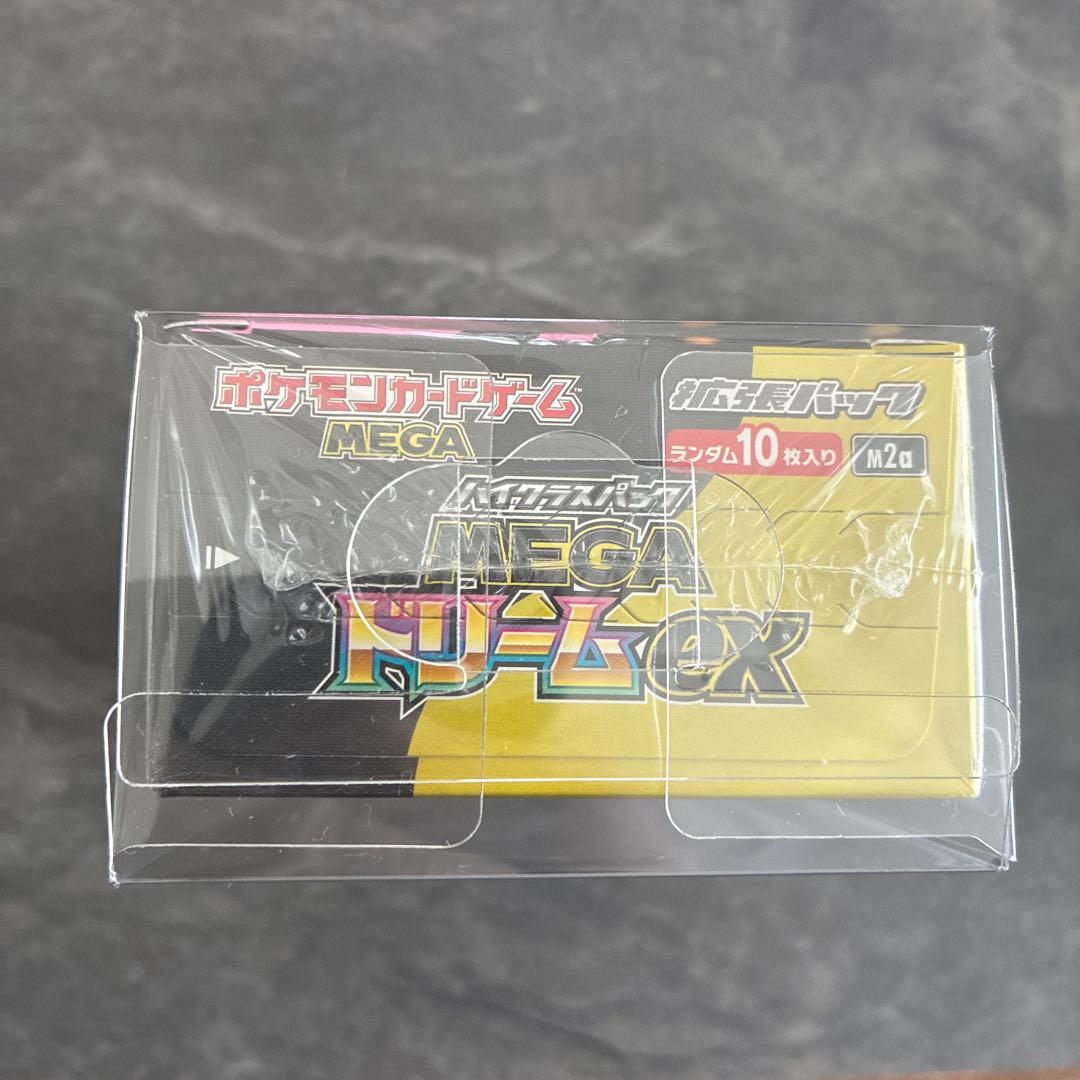 ポケモンカードゲーム™
MEGA
拡張パック
ランダム10枚入り
M2a
ハイクラスパック
MEGA
ドリームex